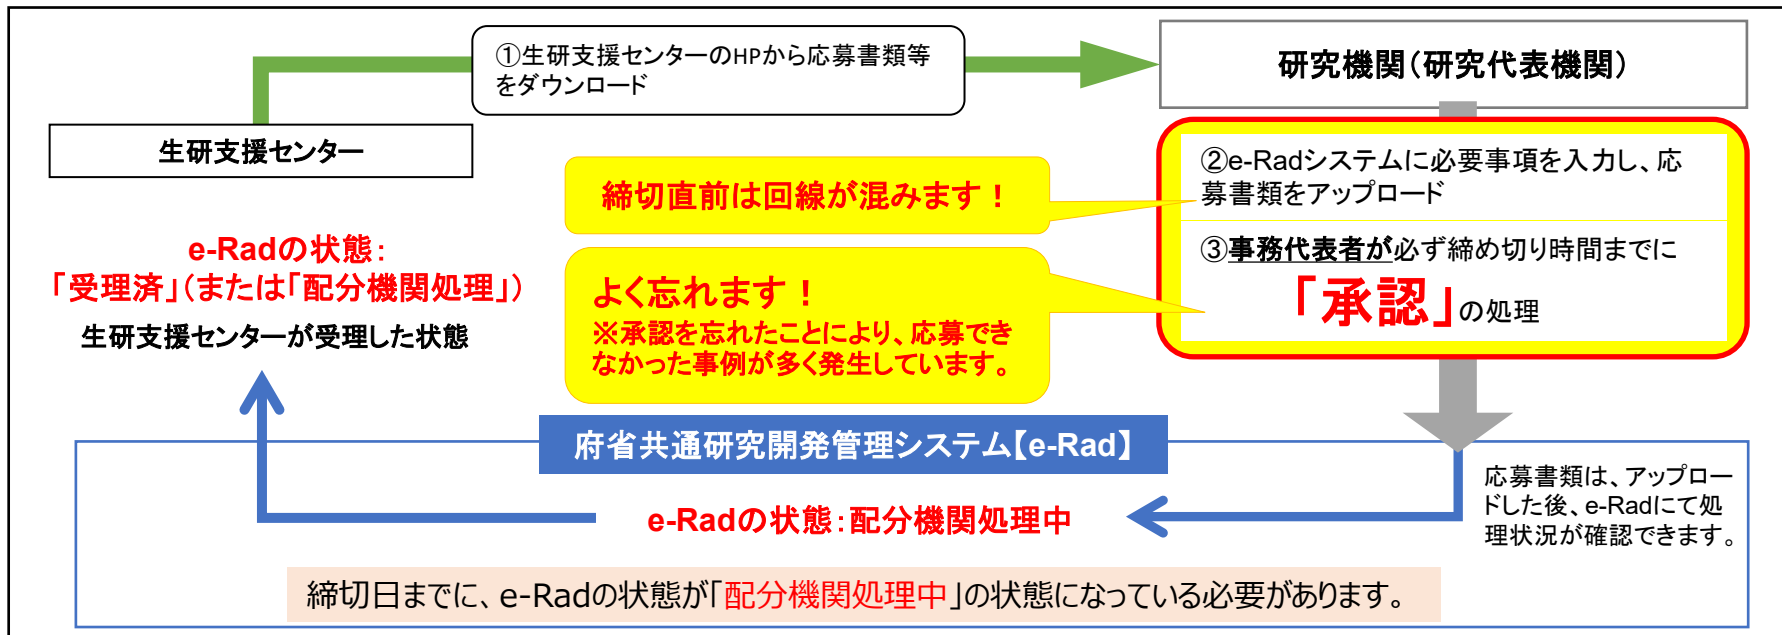 ①生研支援センターのHPから応募書類等
をダウンロード
研究機関（研究代表機関）
生研支援センター
②e-Radシステムに必要事項を入力し、応
募書類をアップロード
締切直前は回線が混みます！
③事務代表者が必ず締め切り時間までに
「承認」の処理
よく忘れます！
※承認を忘れたことにより、応募でき
なかった事例が多く発生しています。
e-Radの状態：
「受理済」（または「配分機関処理」）
生研支援センターが受理した状態
府省共通研究開発管理システム【e-Rad】
応募書類は、アップロー
ドした後、e-Radにて処
理状況が確認できます。
e-Radの状態：配分機関処理中
締切日までに、e-Radの状態が「配分機関処理中」の状態になっている必要があります。